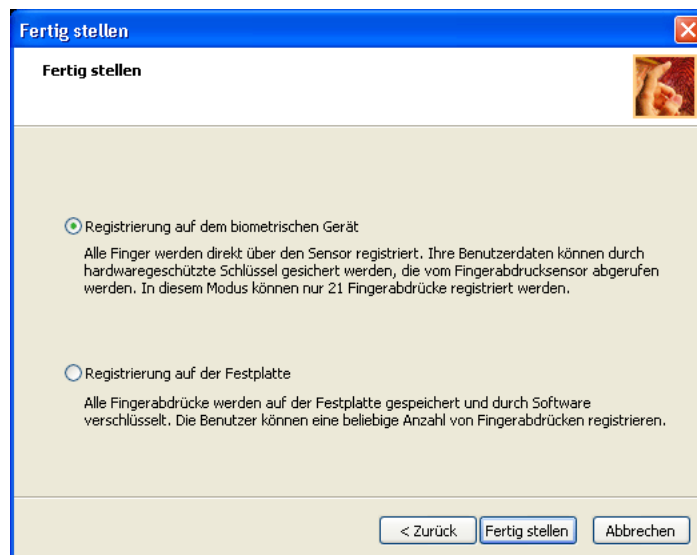 Fertig stellen
Fertig stellen
Registrierung auf dem biometrischen Gerät
Alle Finger werden direkt über den Sensor registriert. Ihre Benutzerdaten können durch
hardwaregeschützte Schlüssel gesichert werden, die vom Fingerabdrucksensor abgerufen
werden. In diesem Modus können nur 21 Fingerabdrücke registriert werden.
Registrierung auf der Festplatte
Alle Fingerabdrücke werden auf der Festplatte gespeichert und durch Software
verschlüsselt. Die Benutzer können eine beliebige Anzahl von Fingerabdrücken registrieren.
< Zurück Fertig stellen Abbrechen